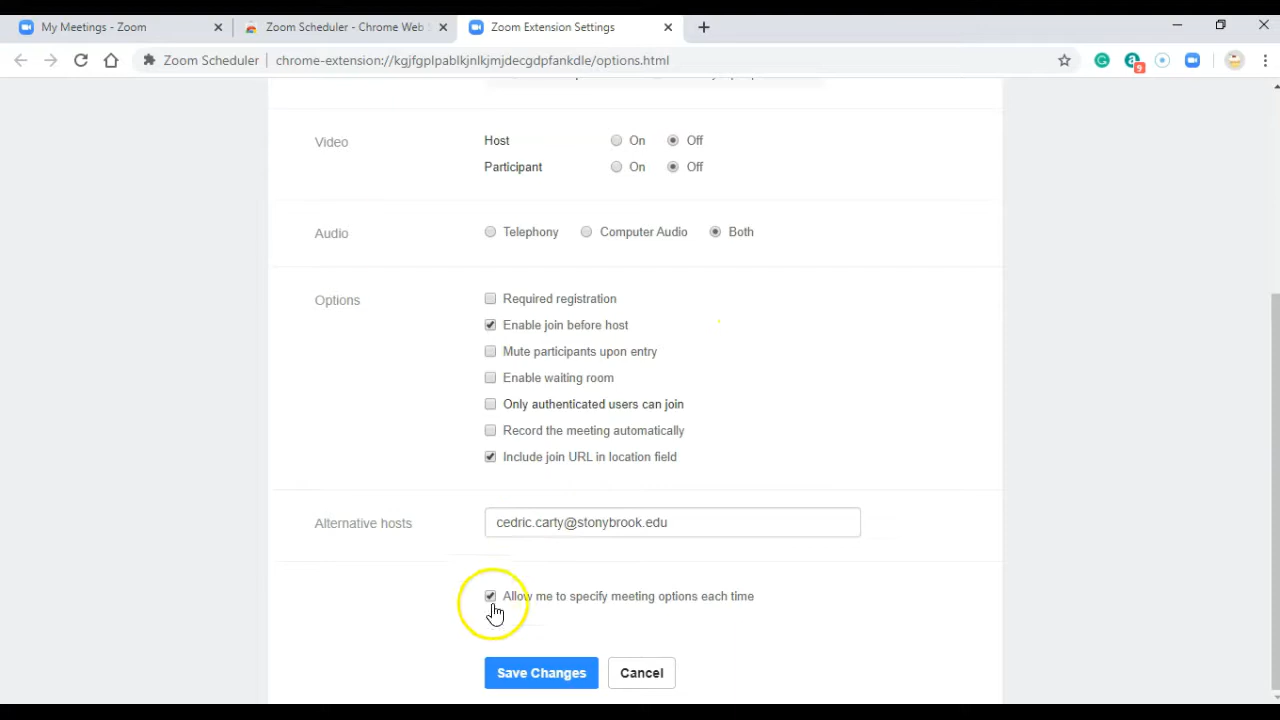 My Meetings - Zoom
Zoom Scheduler - Chrome Web
Zoom Extension Settings
Zoom Scheduler
chrome-extension://kgjfgplpablkjnlkjmjdecgdpfankdle/options.html
9
Video
Host
On
Off
Participant
On
Off
Audio
Telephony
Computer Audio
Both
Options
Required registration
Enable join before host
Mute participants upon entry
Enable waiting room
Only authenticated users can join
Record the meeting automatically
Include join URL in location field
Alternative hosts
cedric.carty@stonybrook.edu
Allow me to specify meeting options each time
Save Changes
Cancel